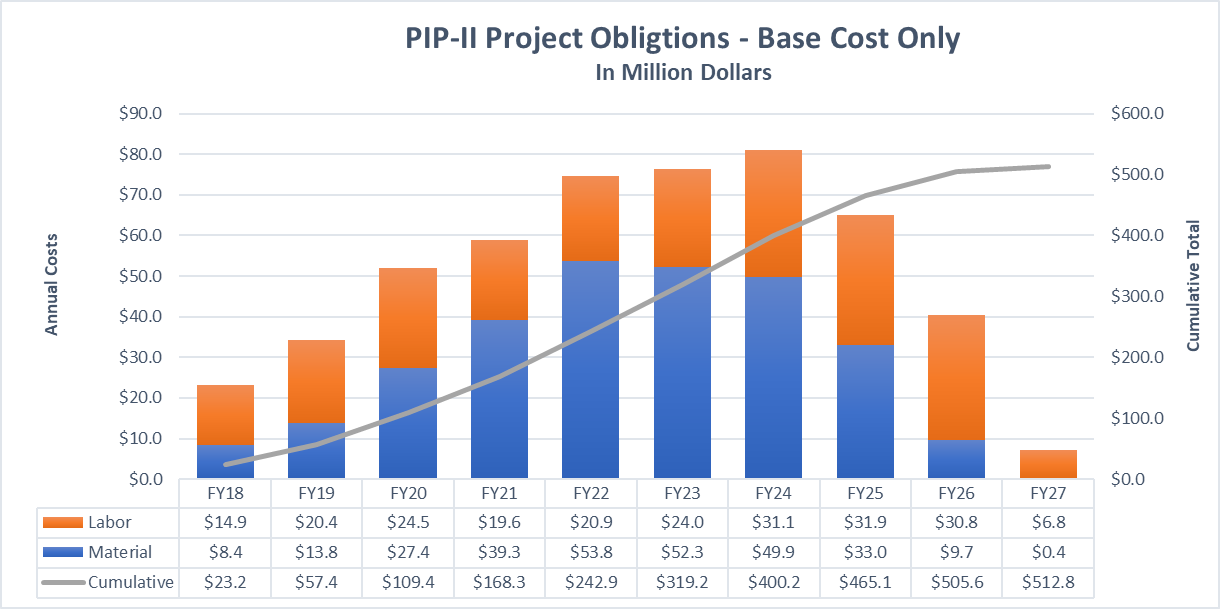 PIP-II Project Obligtions - Base Cost Only
In Million Dollars
Annual Costs
$90.0
$80.0
$70.0
$60.0
$50.0
$40.0
$30.0
$20.0
$10.0
$0.0
$600.0
$500.0
$400.0
$300.0
$200.0
$100.0
$0.0
Cumulative Total
FY18 FY19 FY20 FY21 FY22 FY23 FY24 FY25 FY26 FY27
Labor $14.9 $20.4 $24.5 $19.6 $20.9 $24.0 $31.1 $31.9 $30.8 $6.8
Material $8.4 $13.8 $27.4 $39.3 $53.8 $52.3 $49.9 $33.0 $9.7 $0.4
Cumulative $23.2 $57.4 $109.4 $168.3 $242.9 $319.2 $400.2 $465.1 $505.6 $512.8